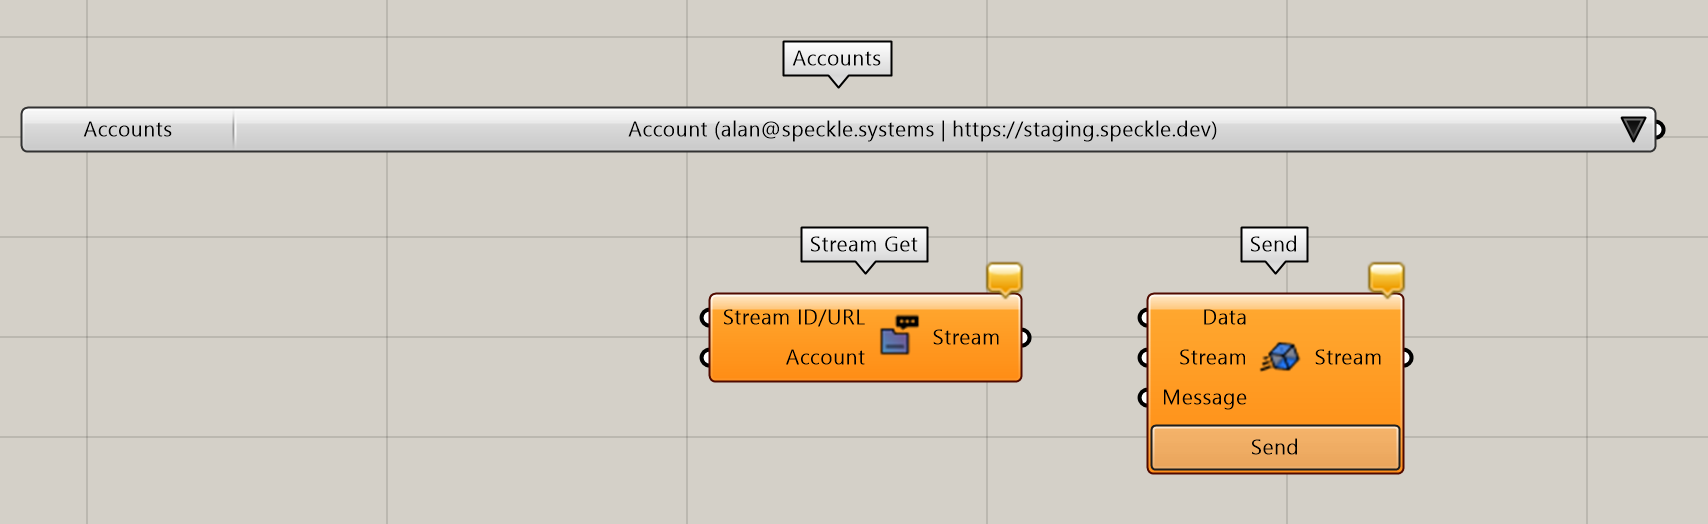 Accounts
Accounts Account (alan@speckle.systems | https://staging.speckle.dev)
Stream Get
Stream ID/URL
Account
Stream
Send
Data
Stream
Message
Stream
Send